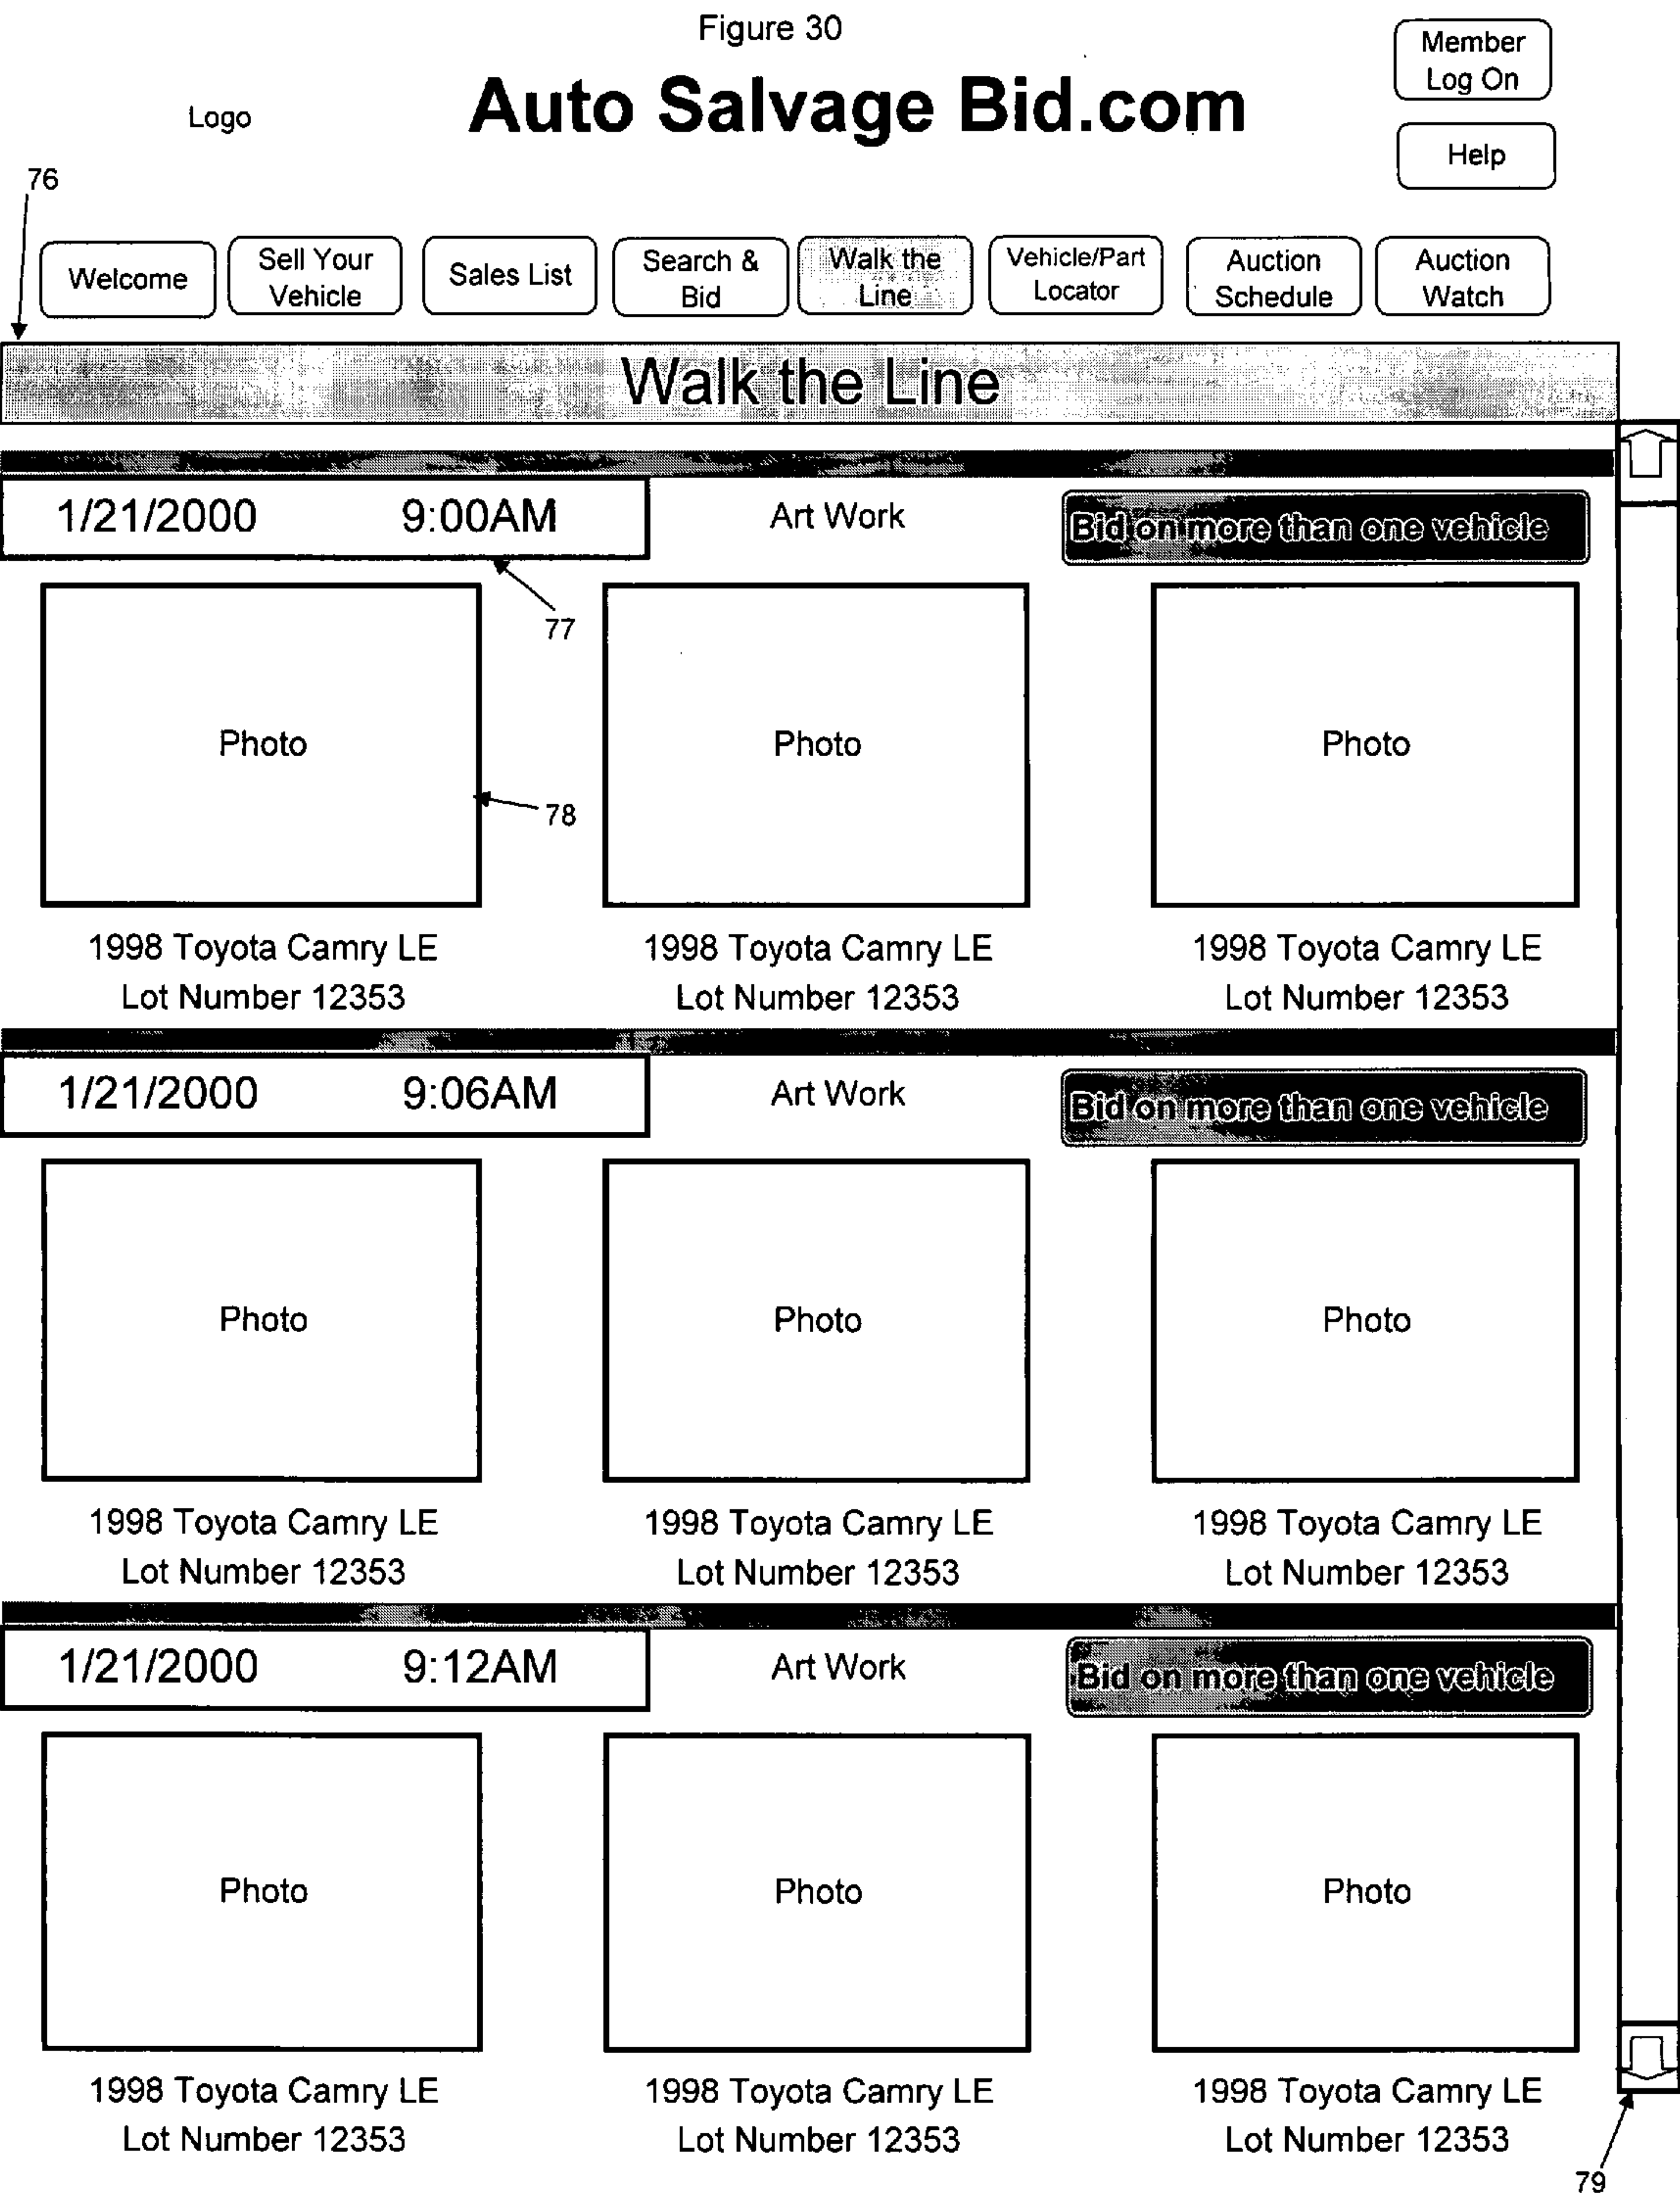 Figure 30
Logo
Auto Salvage Bid.com
Member
Log On
Help
76
Welcome
Sell Your
Vehicle
Sales List
Search &
Bid
Walk the
Line
Vehicle/Part
Locator
Auction
Schedule
Auction
Watch
Walk the Line
1/21/2000 9:00AM Art Work Bid on more than one vehicle
77
Photo Photo Photo
78
1998 Toyota Camry LE 1998 Toyota Camry LE 1998 Toyota Camry LE
Lot Number 12353 Lot Number 12353 Lot Number 12353
1/21/2000 9:06AM Art Work Bid on more than one vehicle
Photo Photo Photo
1998 Toyota Camry LE 1998 Toyota Camry LE 1998 Toyota Camry LE
Lot Number 12353 Lot Number 12353 Lot Number 12353
1/21/2000 9:12AM Art Work Bid on more than one vehicle
Photo Photo Photo
1998 Toyota Camry LE 1998 Toyota Camry LE 1998 Toyota Camry LE
Lot Number 12353 Lot Number 12353 Lot Number 12353
79